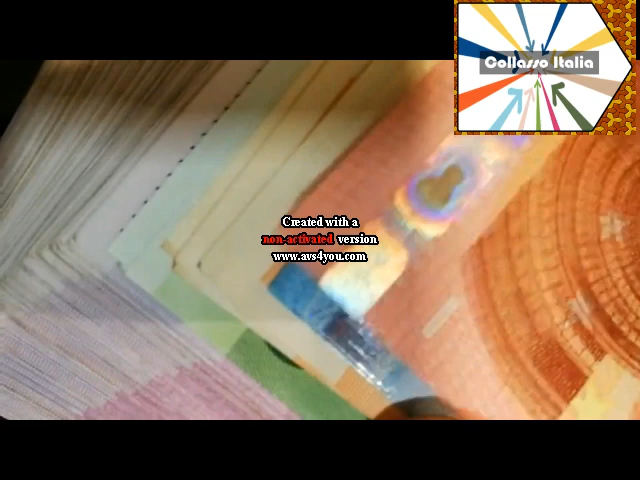 Collasso Italia
Created with a
non-activated version
www.avs4you.com